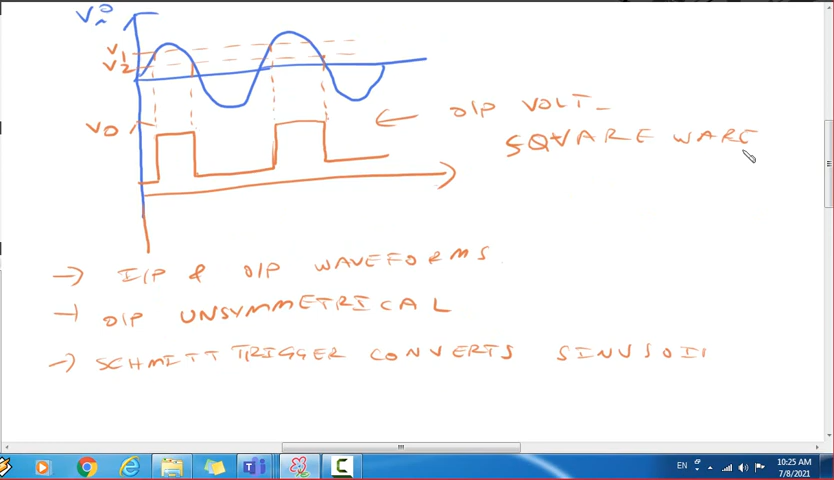 Vi
V1
V2
VO
O/P VOLT-
SQUARE WARE
→ I/P & O/P WAVEFORMS
→ O/P UNSYMMETRICAL
→ SCHMITT TRIGGER CONVERTS SINUSOI
EN
10:25 AM
7/8/2021